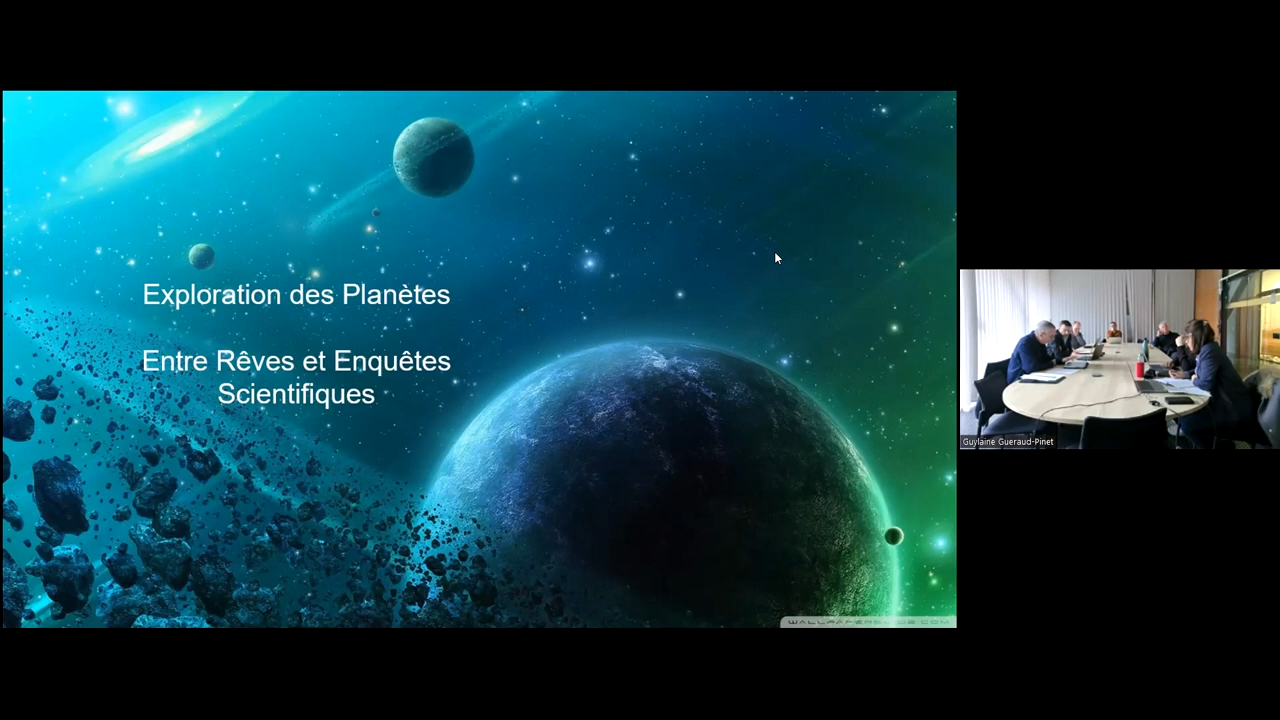 Exploration des Planètes
Entre Rêves et Enquêtes
Scientifiques
Guylaine Gueraud-Pinet